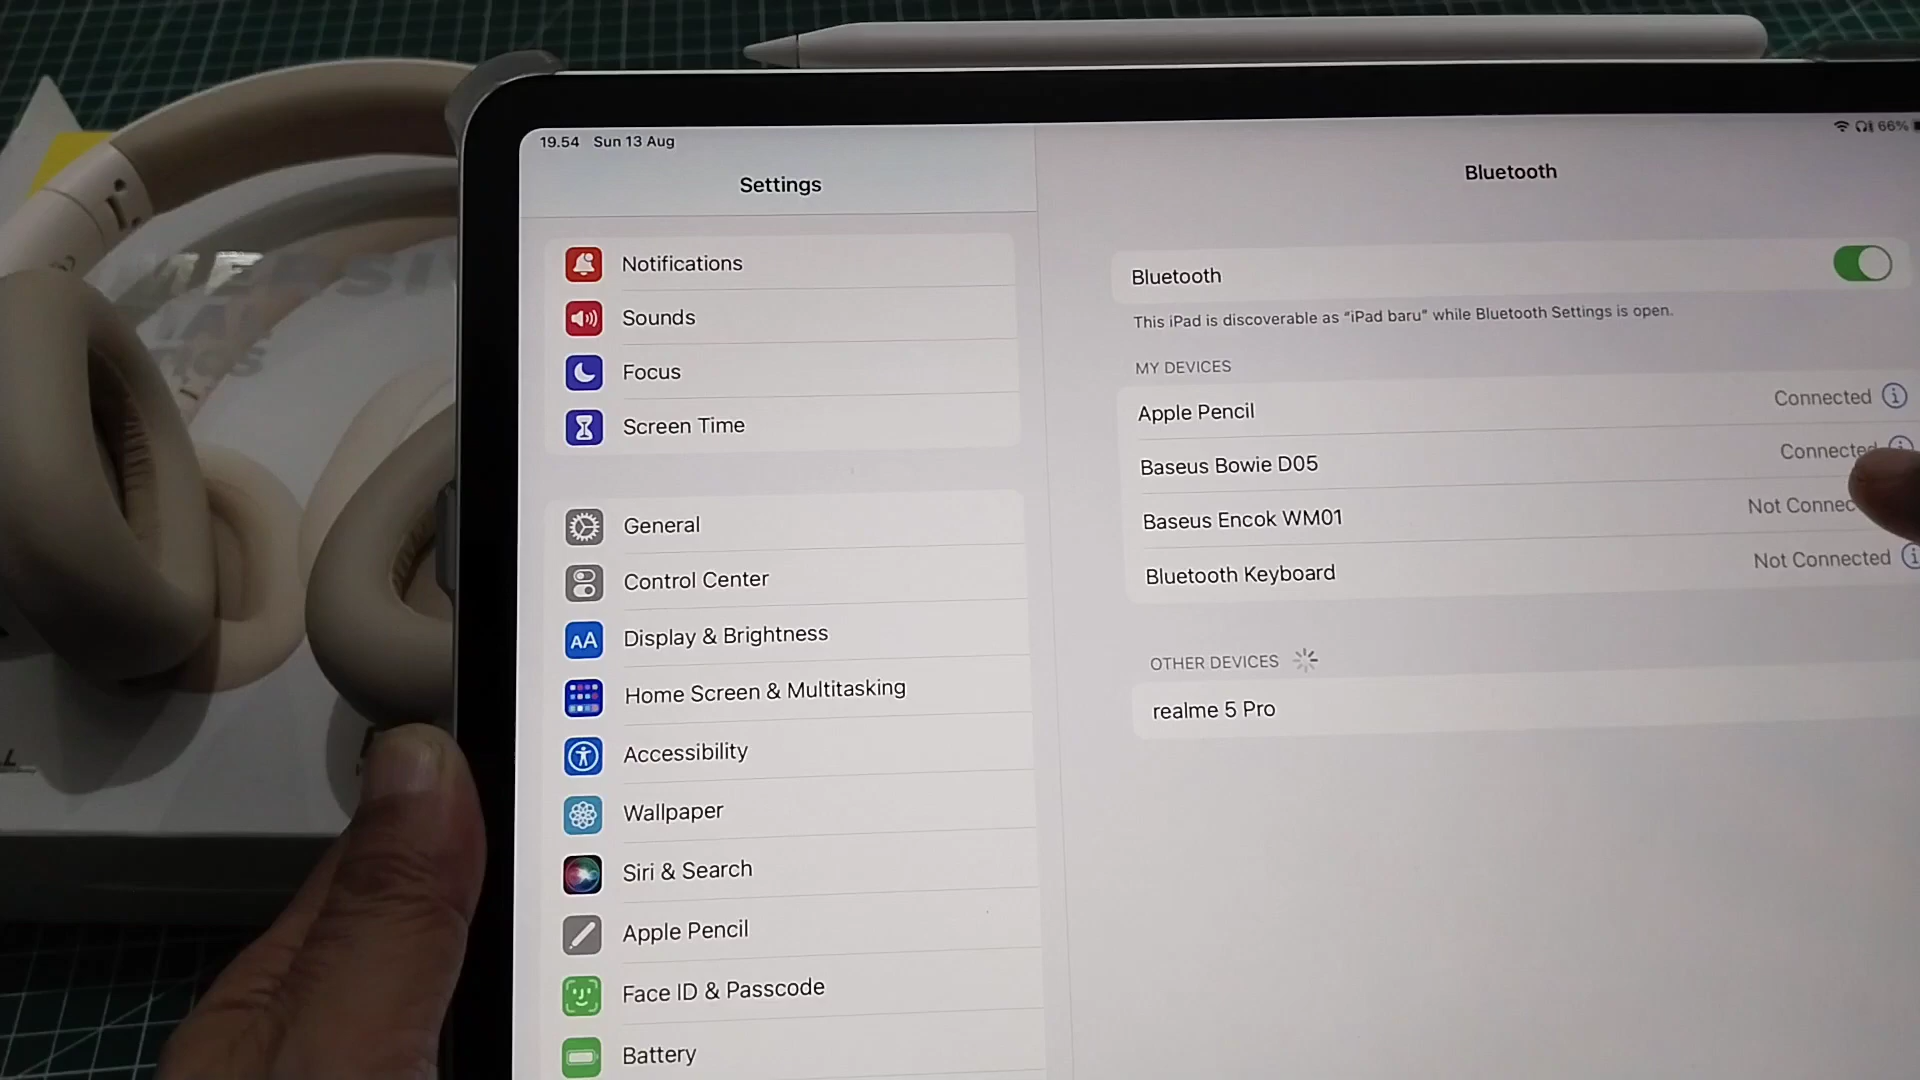 19.54 Sun 13 Aug
66%
Settings
Bluetooth
Notifications
Sounds
Focus
Screen Time
General
Control Center
AA
Display & Brightness
Home Screen & Multitasking
Accessibility
Wallpaper
Siri & Search
Apple Pencil
Face ID & Passcode
Battery
Bluetooth
This iPad is discoverable as “iPad baru” while Bluetooth Settings is open.
MY DEVICES
Apple Pencil Connected
Baseus Bowie D05 Connected
Baseus Encok WM01 Not Connec
Bluetooth Keyboard Not Connected
OTHER DEVICES
realme 5 Pro